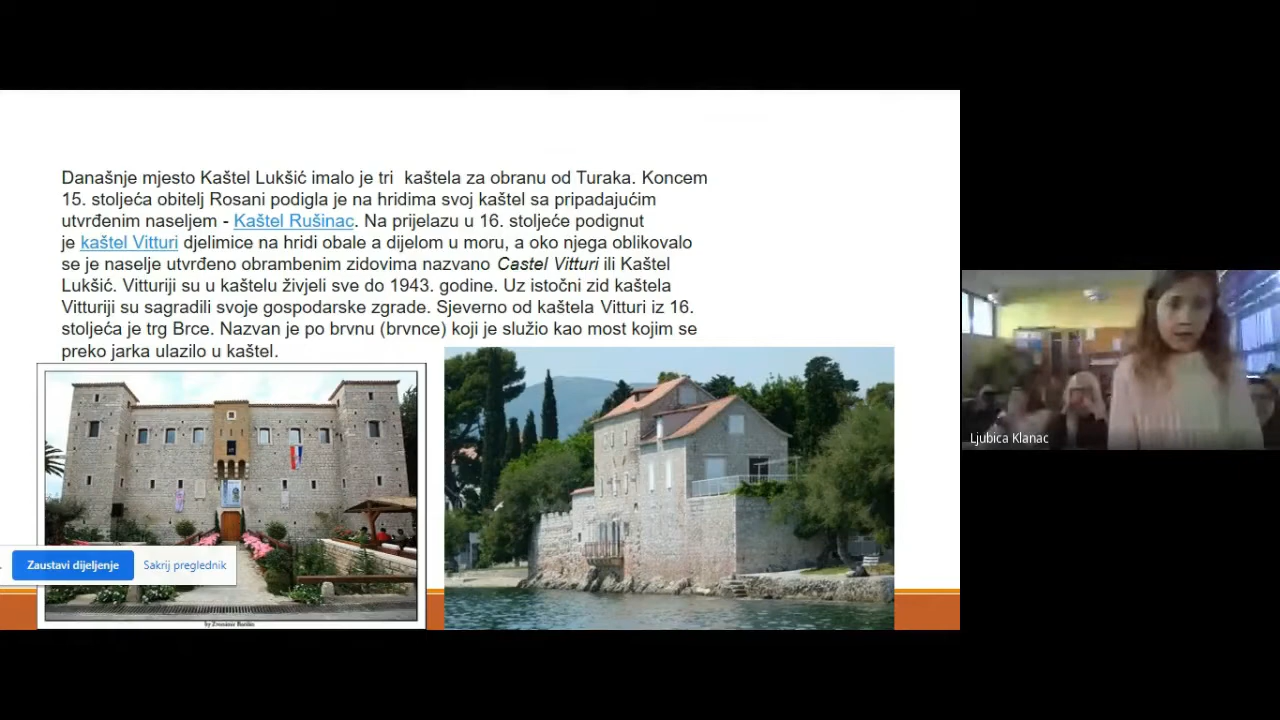 Današnje mjesto Kaštel Lukšić imalo je tri kaštela za obranu od Turaka. Koncem
15. stoljeća obitelj Rosani podigla je na hridima svoj kaštel sa pripadajućim
utvrđenim naseljem - Kaštel Rušinac. Na prijelazu u 16. stoljeće podignut
je kaštel Vitturi djelimice na hridi obale a dijelom u moru, a oko njega oblikovalo
se je naselje utvrđeno obrambenim zidovima nazvano Castel Vitturi ili Kaštel
Lukšić. Vitturiji su u kaštelu živjeli sve do 1943. godine. Uz istočni zid kaštela
Vitturiji su sagradili svoje gospodarske zgrade. Sjeverno od kaštela Vitturi iz 16.
stoljeća je trg Brce. Nazvan je po brvnu (brvnce) koji je služio kao most kojim se
preko jarka ulazilo u kaštel.
Ljubica Klanac
Zaustavi dijeljenje
Sakrij preglednik